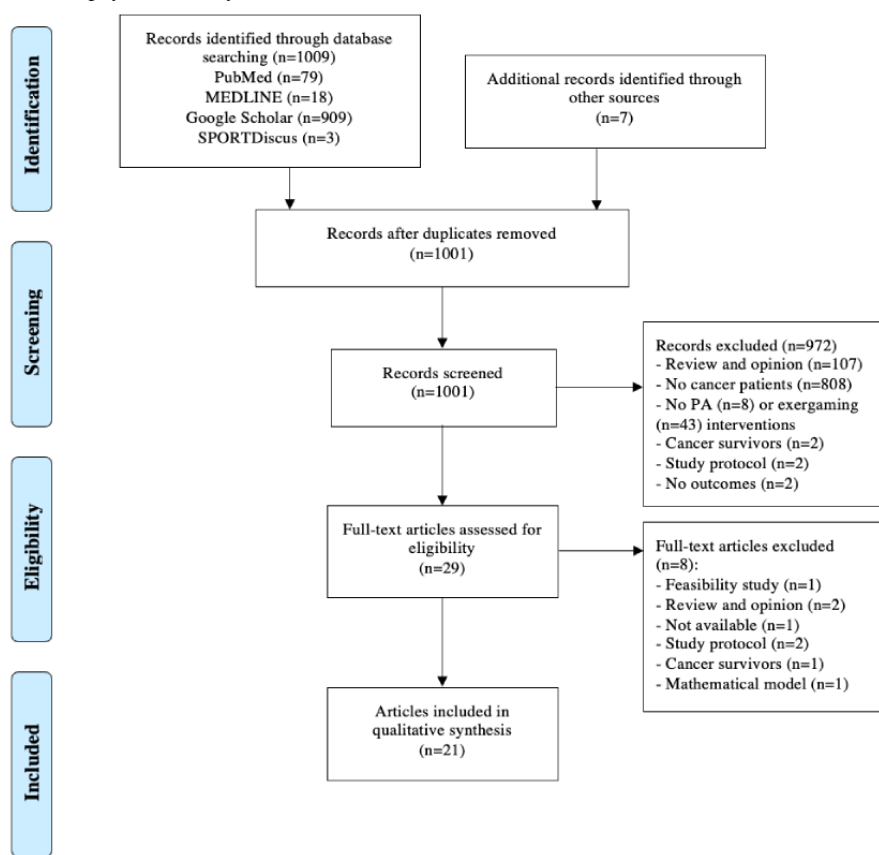 Identification
Records identified through database
searching (n=1009)
PubMed (n=79)
MEDLINE (n=18)
Google Scholar (n=909)
SPORTDiscus (n=3)
Additional records identified through
other sources
(n=7)
Records after duplicates removed
(n=1001)
Screening
Records screened
(n=1001)
Records excluded (n=972)
- Review and opinion (n=107)
- No cancer patients (n=808)
- No PA (n=8) or exergaming
(n=43) interventions
- Cancer survivors (n=2)
- Study protocol (n=2)
- No outcomes (n=2)
Eligibility
Full-text articles assessed for
eligibility
(n=29)
Full-text articles excluded
(n=8):
- Feasibility study (n=1)
- Review and opinion (n=2)
- Not available (n=1)
- Study protocol (n=2)
- Cancer survivors (n=1)
- Mathematical model (n=1)
Included
Articles included in
qualitative synthesis
(n=21)